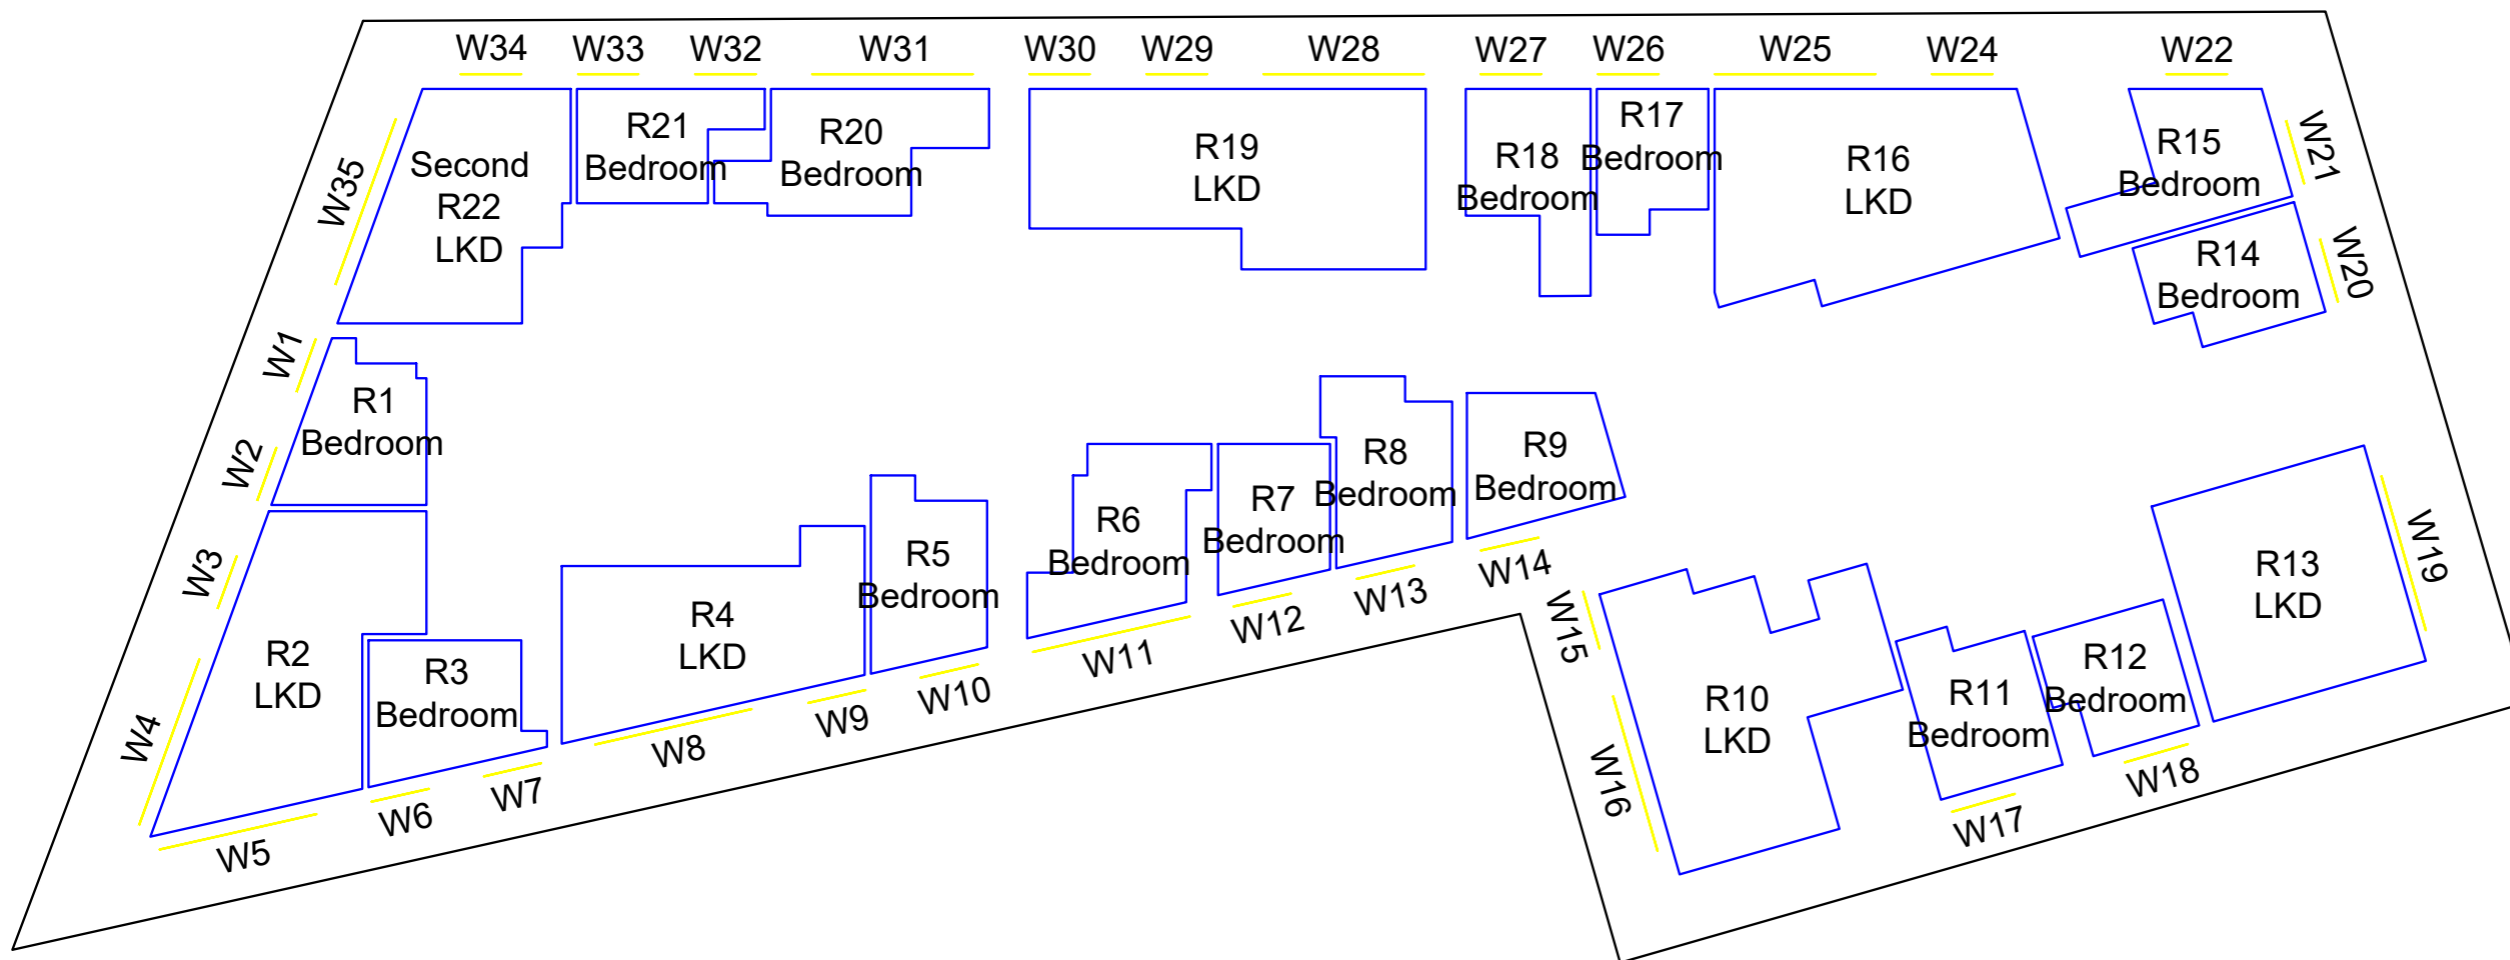 W34 W33 W32 W31 W30 W29 W28 W27 W26 W25 W24 W22
W35
Second
R22
LKD
R21
Bedroom
R20
Bedroom
R19
LKD
R18
Bedroom
R17
Bedroom
R16
LKD
R15
Bedroom
W21
R14
Bedroom
W20
W1
R1
Bedroom
W2
W3
R2
LKD
W4
W5
R3
Bedroom
W6
W7
R4
LKD
W8
W9
R5
Bedroom
W10
R6
Bedroom
W11
R7
Bedroom
W12
R8
Bedroom
W13
R9
Bedroom
W14
W15
R10
LKD
W16
R11
Bedroom
W17
R12
Bedroom
W18
R13
LKD
W19